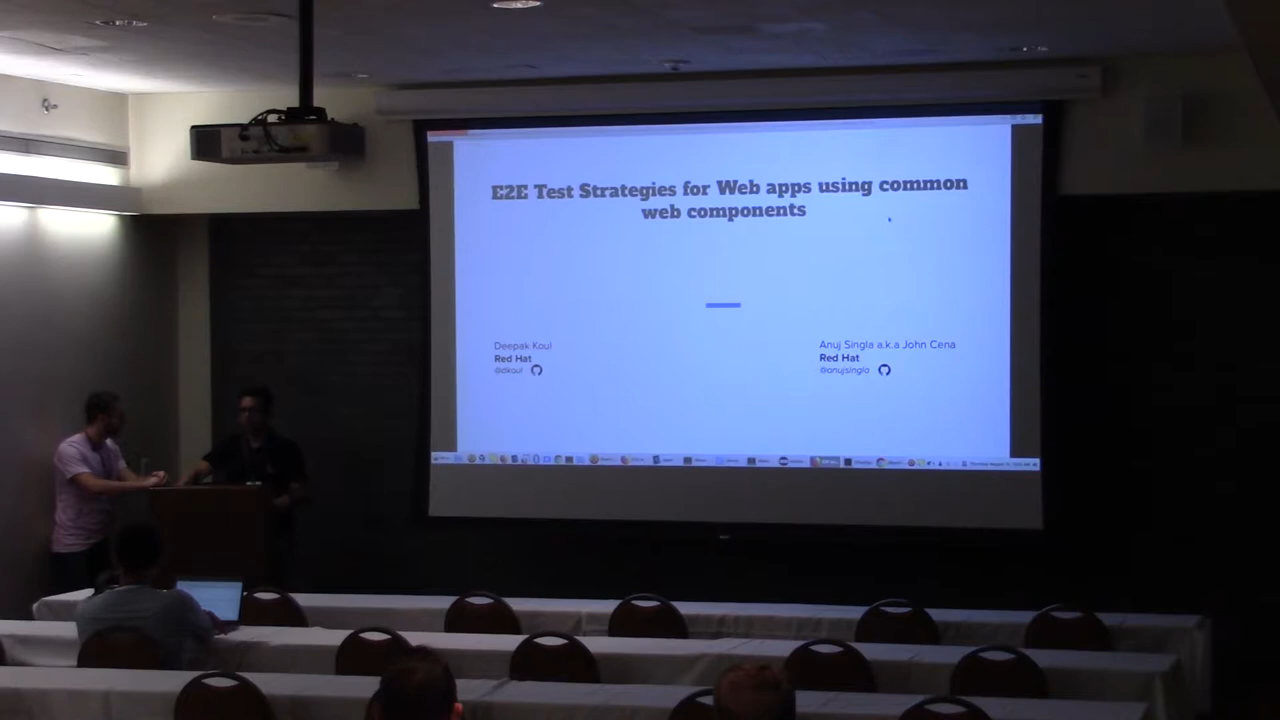 E2E Test Strategies for Web apps using common
web components
Deepak Koul
Red Hat
@dkoul
Anuj Singla a.k.a John Cena
Red Hat
@anujsingla